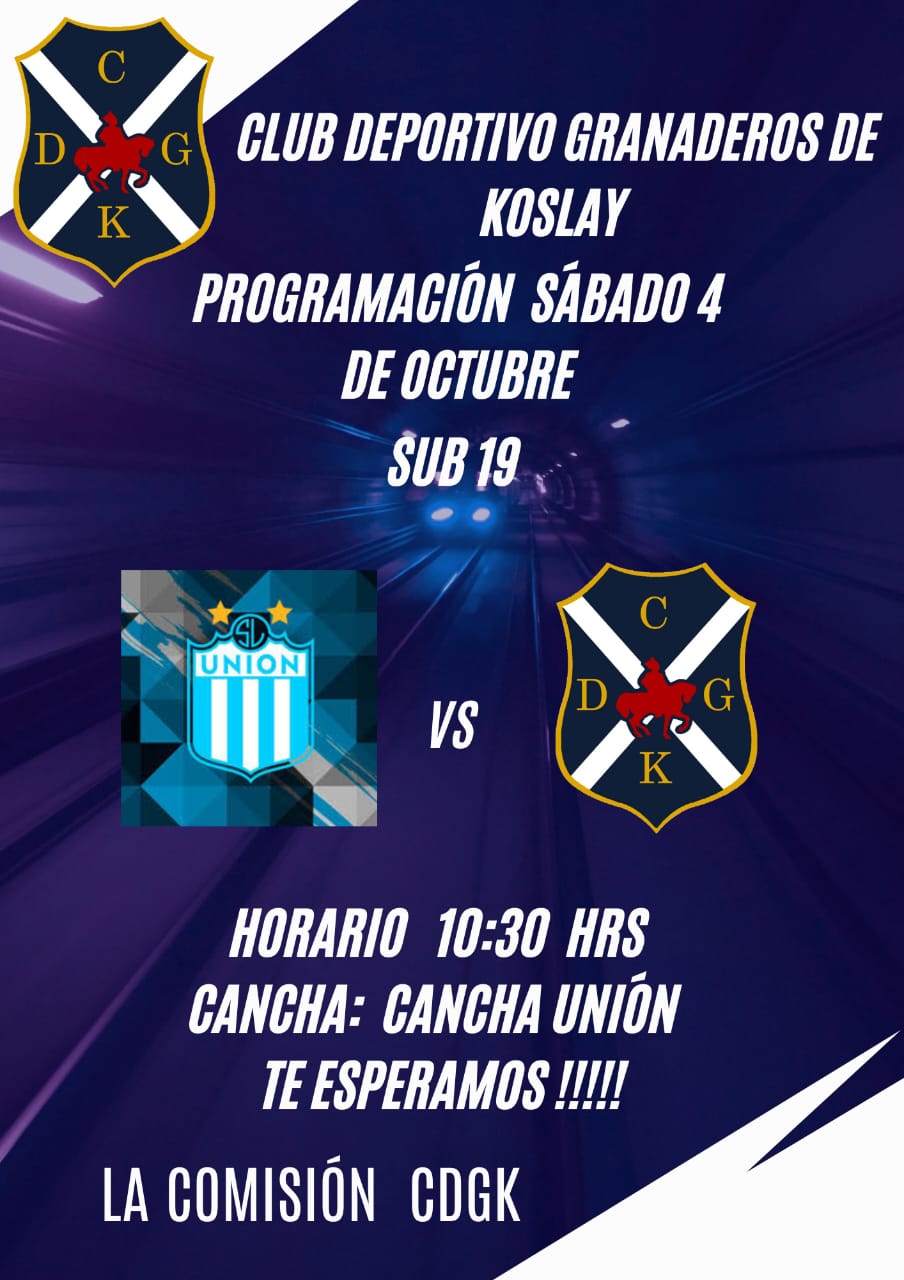 C
D G
K
CLUB DEPORTIVO GRANADEROS DE
KOSLAY
PROGRAMACIÓN SÁBADO 4
DE OCTUBRE
SUB 19
SL
UNION
VS
C
D G
K
HORARIO 10:30 HRS
CANCHA: CANCHA UNIÓN
TE ESPERAMOS !!!!!
LA COMISIÓN CDGK